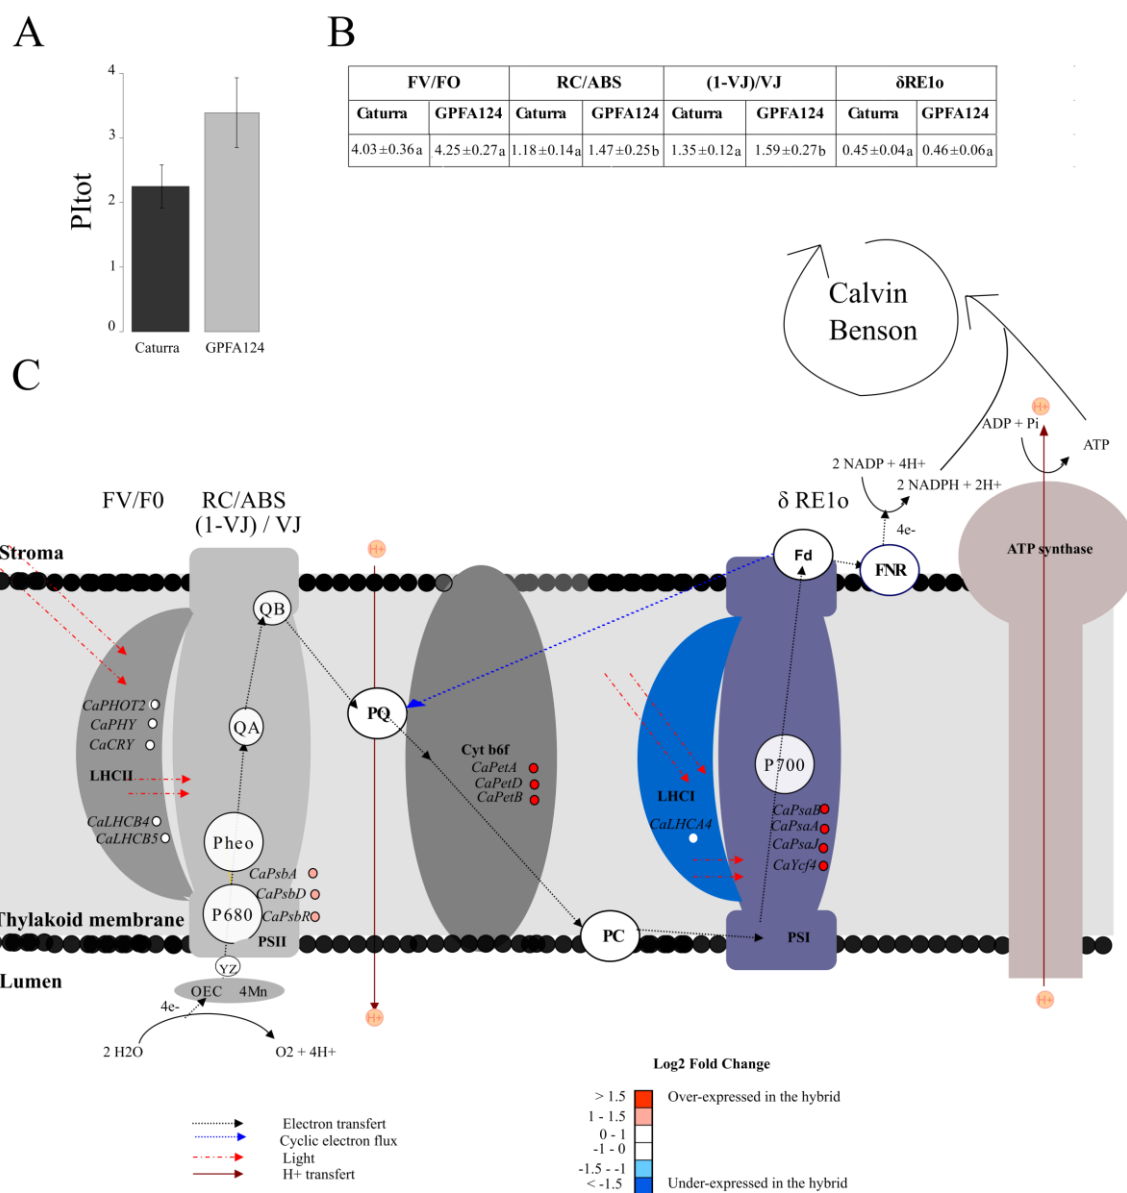 A
B
4
3
2
1
0
PItot
Caturra GPFA124
FV/FO RC/ABS (1-VJ)/VJ δRE1o
Caturra GPFA124 Caturra GPFA124 Caturra GPFA124 Caturra GPFA124
4.03±0.36a 4.25±0.27a 1.18±0.14a 1.47±0.25b 1.35±0.12a 1.59±0.27b 0.45±0.04a 0.46±0.06a
C
Calvin
Benson
H+
ADP + Pi
ATP
2 NADP + 4H+
2 NADPH + 2H+
4e-
FV/F0
RC/ABS
(1-VJ) / VJ
δ RE1o
Stroma
H+
Fd
FNR
ATP synthase
QB
CaPHOT2
CaPHY
CaCRY
QA
PQ
LHCII
Cyt b6f
CaPetA
CaPetD
CaPetB
P700
LHCI
CaLHCA4
CaPsaB
CaPsaA
CaPsaJ
CaYcf4
CaLHCB4
CaLHCB5
Pheo
CaPsbA
CaPsbD
CaPsbR
P680
PSII
Thylakoid membrane
PC
PSI
Lumen
YZ
OEC 4Mn
4e-
2 H2O
O2 + 4H+
H+
H+
Electron transfert
Cyclic electron flux
Light
H+ transfert
Log2 Fold Change
> 1.5 Over-expressed in the hybrid
1 - 1.5
0 - 1
-1 - 0
-1.5 - -1
< -1.5 Under-expressed in the hybrid